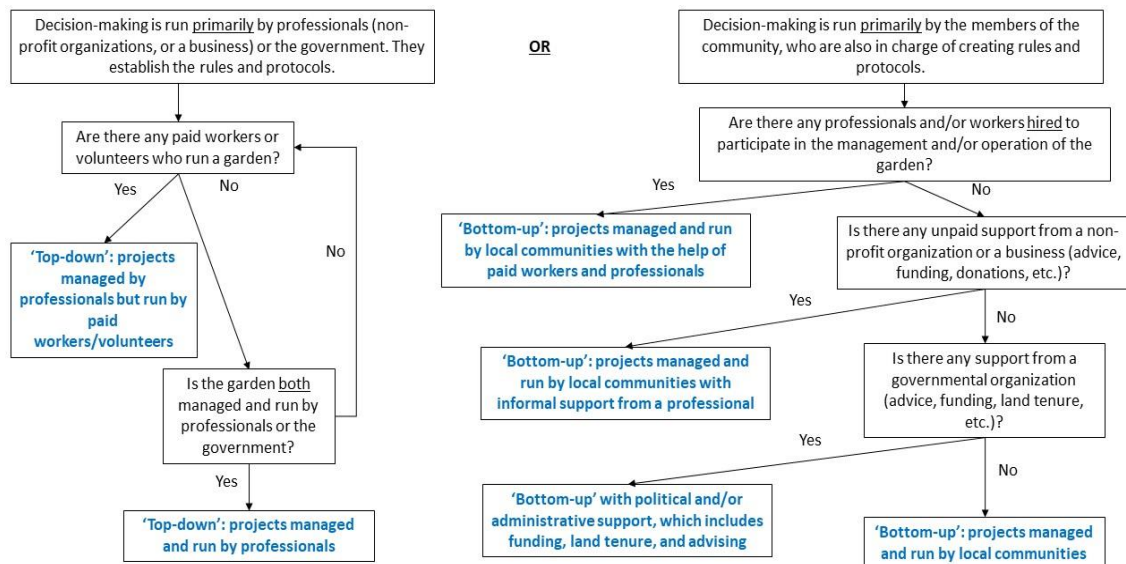 Decision-making is run primarily by professionals (non-
profit organizations, or a business) or the government. They
establish the rules and protocols.
OR
Decision-making is run primarily by the members of the
community, who are also in charge of creating rules and
protocols.
Are there any paid workers or
volunteers who run a garden?
Yes
No
No
'Top-down': projects
managed by
professionals but run by
paid
workers/volunteers
Is the garden both
managed and run by
professionals or the
government?
Yes
'Top-down': projects managed
and run by professionals
Are there any professionals and/or workers hired to
participate in the management and/or operation of the
garden?
Yes
No
'Bottom-up': projects managed and run
by local communities with the help of
paid workers and professionals
Is there any unpaid support from a non-
profit organization or a business (advice,
funding, donations, etc.)?
Yes
No
'Bottom-up': projects managed and
run by local communities with
informal support from a professional
Is there any support from a
governmental organization
(advice, funding, land tenure,
etc.)?
Yes
No
'Bottom-up' with political and/or
administrative support, which includes
funding, land tenure, and advising
'Bottom-up': projects managed
and run by local communities